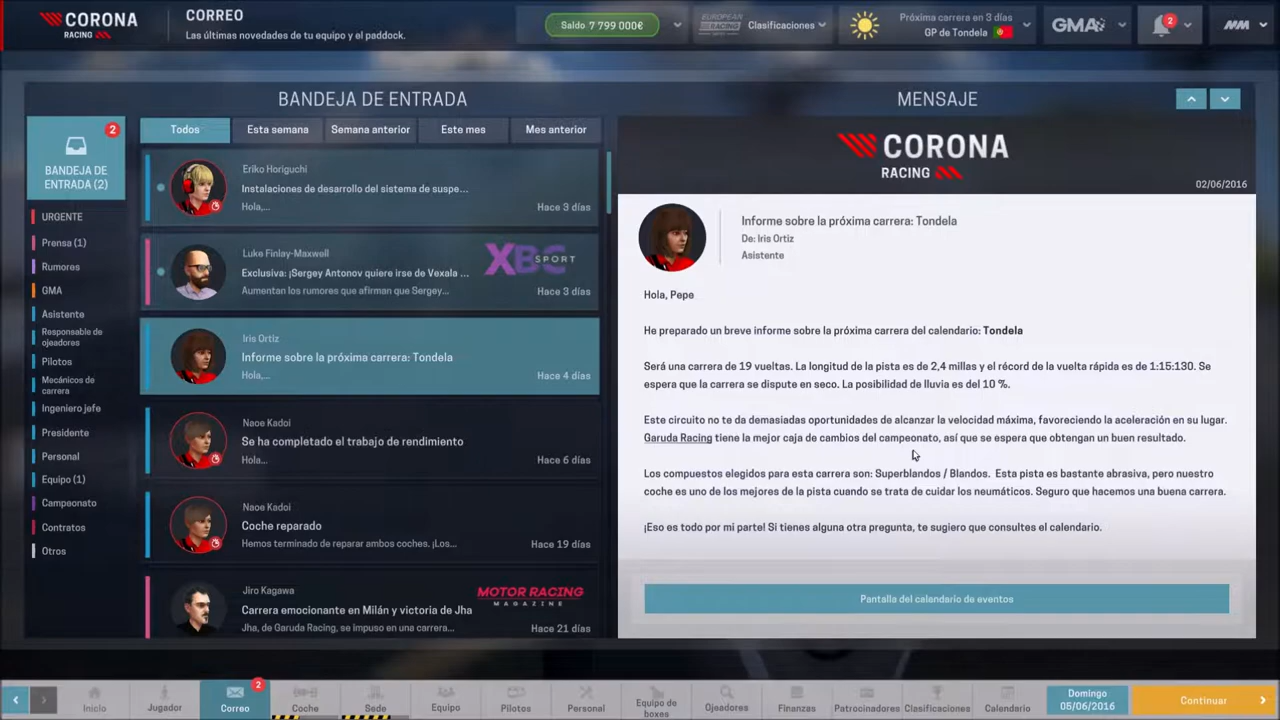 CORONA
RACING
CORREO
Las últimas novedades de tu equipo y el paddock.
Saldo 7 799 000€
EUROPEAN
RACING
Clasificaciones
Próxima carrera en 3 días
GP de Tondela
GMA
2
BANDEJA DE ENTRADA
MENSAJE
2
BANDEJA DE
ENTRADA (2)
URGENTE
Prensa (1)
Rumores
GMA
Asistente
Responsable de
ojeadores
Pilotos
Mecánicos de
carrera
Ingeniero jefe
Presidente
Personal
Equipo (1)
Campeonato
Contratos
Otros
Todos
Esta semana
Semana anterior
Este mes
Mes anterior
Eriko Horiguchi
Instalaciones de desarrollo del sistema de suspe...
Hola,...
Hace 3 días
Luke Finlay-Maxwell
XBC SPORT
Exclusiva: ¡Sergey Antonov quiere irse de Vexala ...
Aumentan los rumores que afirman que Sergey...
Hace 3 días
Iris Ortiz
Informe sobre la próxima carrera: Tondela
Hola,...
Hace 4 días
Naoe Kadoi
Se ha completado el trabajo de rendimiento
Hola...
Hace 6 días
Naoe Kadoi
Coche reparado
Hemos terminado de reparar ambos coches. ¡Los...
Hace 19 días
Jiro Kagawa
MOTOR RACING
MAGAZINE
Carrera emocionante en Milán y victoria de Jha
Jha, de Garuda Racing, se impuso en una carrera...
Hace 21 días
CORONA
RACING
02/06/2016
Informe sobre la próxima carrera: Tondela
De: Iris Ortiz
Asistente
Hola, Pepe
He preparado un breve informe sobre la próxima carrera del calendario: Tondela
Será una carrera de 19 vueltas. La longitud de la pista es de 2,4 millas y el récord de la vuelta rápida es de 1:15:130. Se
espera que la carrera se dispute en seco. La posibilidad de lluvia es del 10 %.
Este circuito no te da demasiadas oportunidades de alcanzar la velocidad máxima, favoreciendo la aceleración en su lugar.
Garuda Racing tiene la mejor caja de cambios del campeonato, así que se espera que obtengan un buen resultado.
Los compuestos elegidos para esta carrera son: Superblandos / Blandos. Esta pista es bastante abrasiva, pero nuestro
coche es uno de los mejores de la pista cuando se trata de cuidar los neumáticos. Seguro que hacemos una buena carrera.
¡Eso es todo por mi parte! Si tienes alguna otra pregunta, te sugiero que consultes el calendario.
Pantalla del calendario de eventos
Inicio
Jugador
2
Correo
Coche
Sede
Equipo
Pilotos
Personal
Equipo de
boxes
Ojeadores
Finanzas
Patrocinadores
Clasificaciones
Calendario
Domingo
05/06/2016
Continuar